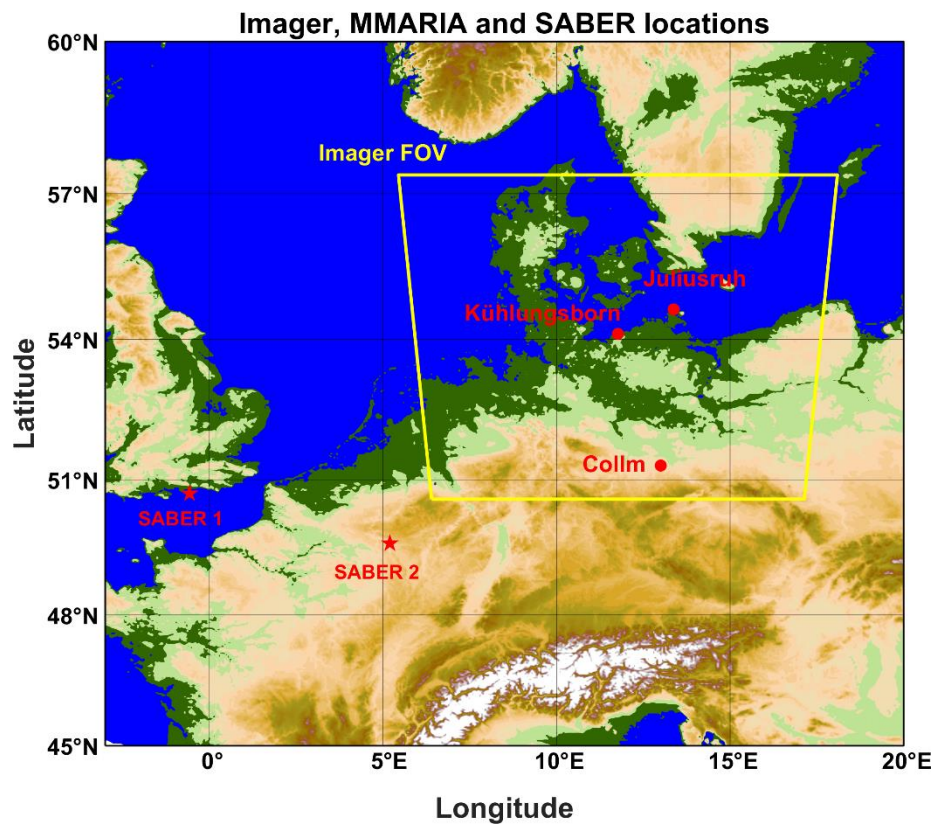 Imager, MMARIA and SABER locations
60°N
Imager FOV
57°N
Juliusruh
Kühlungsborn
54°N
Latitude
Collm
51°N
SABER 1
SABER 2
48°N
45°N
0°
5°E
10°E
15°E
20°E
Longitude